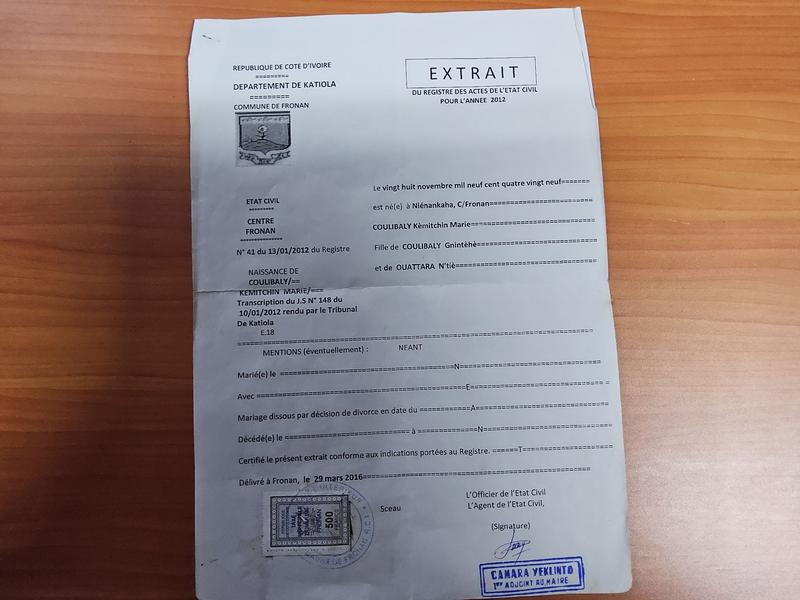 REPUBLIQUE DE COTE D'IVOIRE
=========
DEPARTEMENT DE KATIOLA
=========
COMMUNE DE FRONAN
EXTRAIT
DU REGISTRE DES ACTES DE L'ETAT CIVIL
POUR L'ANNEE 2012
ETAT CIVIL
---------
CENTRE
FRONAN
---------------
N° 41 du 13/01/2012 du Registre
NAISSANCE DE
COULIBALY/==
KEMITCHIN MARIE/===
Transcription du J.S N° 148 du
10/01/2012 rendu par le Tribunal
De Katiola
E.18
Le vingt huit novembre mil neuf cent quatre vingt neuf=======
est né(e) à Niénankaha, C/Fronan=========================
COULIBALY Kèmitchin Marie=============================
Fille de COULIBALY Gnintèhè============================
et de OUATTARA N'tiè=================================
MENTIONS (éventuellement) : NEANT
Marié(e) le ========================================N================================
Avec ================================================E================================ =
Mariage dissous par décision de divorce en date du ============A===============================
Décédé(e) le ============================= à ==============N===============================
Certifié le présent extrait conforme aux indications portées au Registre. ======T=====================
Délivré à Fronan, le 29 mars 2016====================================================
Sceau
L'Officier de l'Etat Civil
L'Agent de l'Etat Civil,
(Signature)
500
FRONAN
CAMARA YEKLINTO
1er ADJOINT AU MAIRE